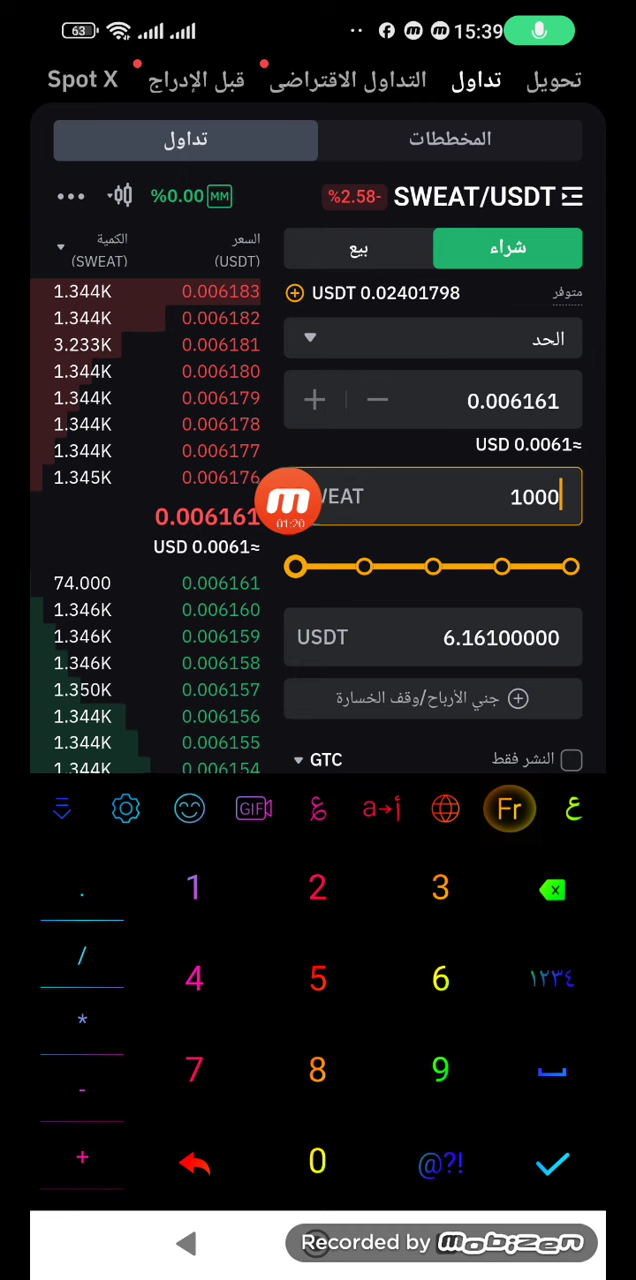 63
15:39
تحويل تداول التداول الاقتراضى قبل الإدراج Spot X
المخططات تداول
SWEAT/USDT %2.58- MM %0.00
شراء بيع
متوفر USDT 0.02401798
الحد
0.006161
USD 0.0061≈
1000
01:20
USDT 6.16100000
جني الأرباح/وقف الخسارة
النشر فقط GTC
السعر الكمية
(USDT) (SWEAT)
1.344K 0.006183
1.344K 0.006182
3.233K 0.006181
1.344K 0.006180
1.344K 0.006179
1.344K 0.006178
1.344K 0.006177
1.345K 0.006176
0.006161
USD 0.0061≈
74.000 0.006161
1.346K 0.006160
1.346K 0.006159
1.346K 0.006158
1.350K 0.006157
1.344K 0.006156
1.344K 0.006155
1.344K 0.006154
GIF ع a→أ Fr ع
. 1 2 3
/ 4 5 6 ١٢٣٤
*
- 7 8 9
+ 0 @?!
Recorded by mobizen